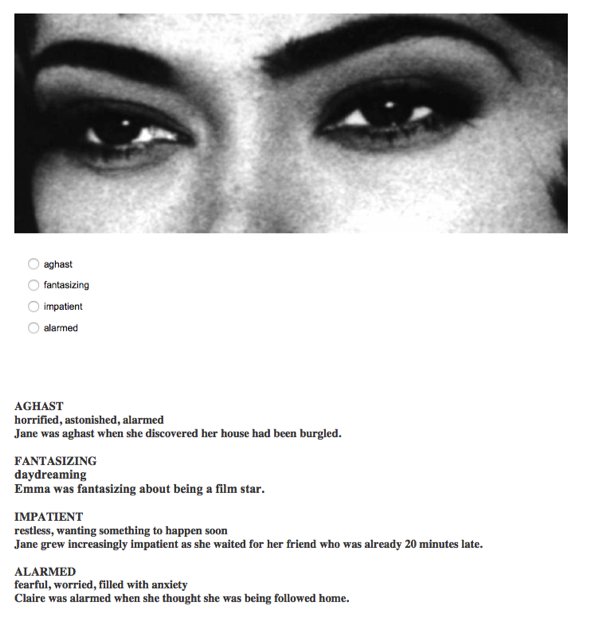 aghast
fantasizing
impatient
alarmed
AGHAST
horrified, astonished, alarmed
Jane was aghast when she discovered her house had been burgled.
FANTASIZING
daydreaming
Emma was fantasizing about being a film star.
IMPATIENT
restless, wanting something to happen soon
Jane grew increasingly impatient as she waited for her friend who was already 20 minutes late.
ALARMED
fearful, worried, filled with anxiety
Claire was alarmed when she thought she was being followed home.